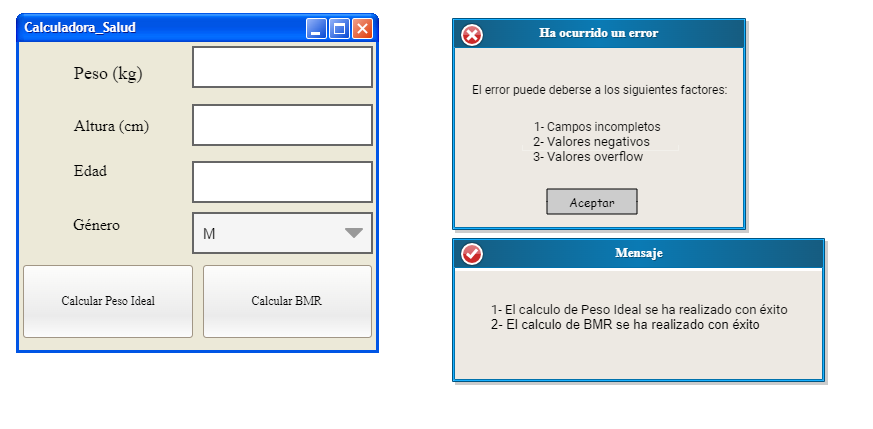 Calculadora_Salud
Peso (kg)
Altura (cm)
Edad
Género
M
Calcular Peso Ideal
Calcular BMR
Ha ocurrido un error
El error puede deberse a los siguientes factores:
1- Campos incompletos
2- Valores negativos
3- Valores overflow
Aceptar
Mensaje
1- El calculo de Peso Ideal se ha realizado con éxito
2- El calculo de BMR se ha realizado con éxito